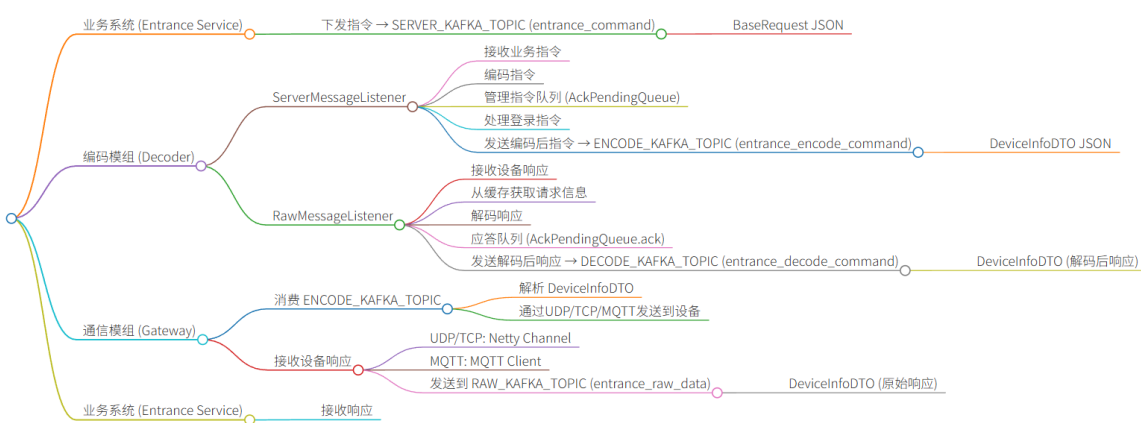 业务系统 (Entrance Service)
下发指令 → SERVER_KAFKA_TOPIC (entrance_command)
BaseRequest JSON
编码模组 (Decoder)
ServerMessageListener
接收业务指令
编码指令
管理指令队列 (AckPendingQueue)
处理登录指令
发送编码后指令 → ENCODE_KAFKA_TOPIC (entrance_encode_command)
DeviceInfoDTO JSON
RawMessageListener
接收设备响应
从缓存获取请求信息
解码响应
应答队列 (AckPendingQueue.ack)
发送解码后响应 → DECODE_KAFKA_TOPIC (entrance_decode_command)
DeviceInfoDTO (解码后响应)
通信模组 (Gateway)
消费 ENCODE_KAFKA_TOPIC
解析 DeviceInfoDTO
通过UDP/TCP/MQTT发送到设备
接收设备响应
UDP/TCP: Netty Channel
MQTT: MQTT Client
发送到 RAW_KAFKA_TOPIC (entrance_raw_data)
DeviceInfoDTO (原始响应)
业务系统 (Entrance Service)
接收响应